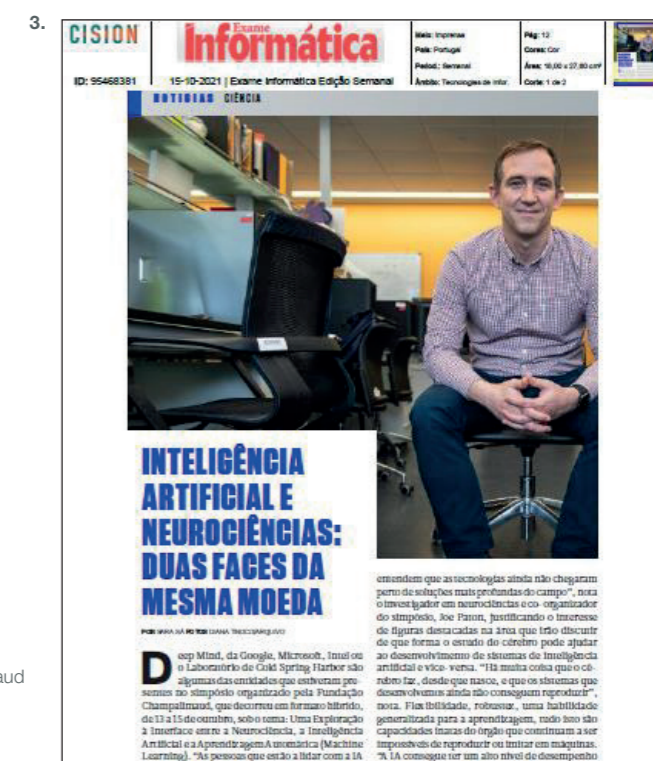 3.
CISION
Exame
Informática
ID: 95468381
15-10-2021 | Exame Informática Edição Semanal
Meio: Imprensa
País: Portugal
Period.: Semanal
Âmbito: Tecnologias de Infor.
Pág: 12
Cores: Cor
Área: 18,00 x 27,80 cm²
Corte: 1 de 2
NOTÍCIAS CIÊNCIA
INTELIGÊNCIA
ARTIFICIAL E
NEUROCIÊNCIAS:
DUAS FACES DA
MESMA MOEDA
POR SARA SÁ FOTOS DIANA TINOCO/ARQUIVO
Deep Mind, da Google, Microsoft, Intel ou
o Laboratório de Cold Spring Harbor são
algumas das entidades que estiveram pre-
sentes no simpósio organizado pela Fundação
Champalimaud, que decorreu em formato híbrido,
de 13 a 15 de outubro, sob o tema: Uma Exploração
à Interface entre a Neurociência, a Inteligência
Artificial e a Aprendizagem Automática (Machine
Learning). "As pessoas que estão a lidar com a IA
entendem que as tecnologias ainda não chegaram
perto de soluções mais profundas do campo", nota
o investigador em neurociências e co- organizador
do simpósio, Joe Paton, justificando o interesse
de figuras destacadas na área que irão discutir
de que forma o estudo do cérebro pode ajudar
ao desenvolvimento de sistemas de inteligência
artificial e vice- versa. "Há muita coisa que o cé-
rebro faz, desde que nasce, e que os sistemas que
desenvolvemos ainda não conseguem reproduzir",
nota. Flexibilidade, robustez, uma habilidade
generalizada para a aprendizagem, tudo isto são
capacidades inatas do órgão que continuam a ser
impossíveis de reproduzir ou imitar em máquinas.
"A IA consegue ter um alto nível de desempenho
aud